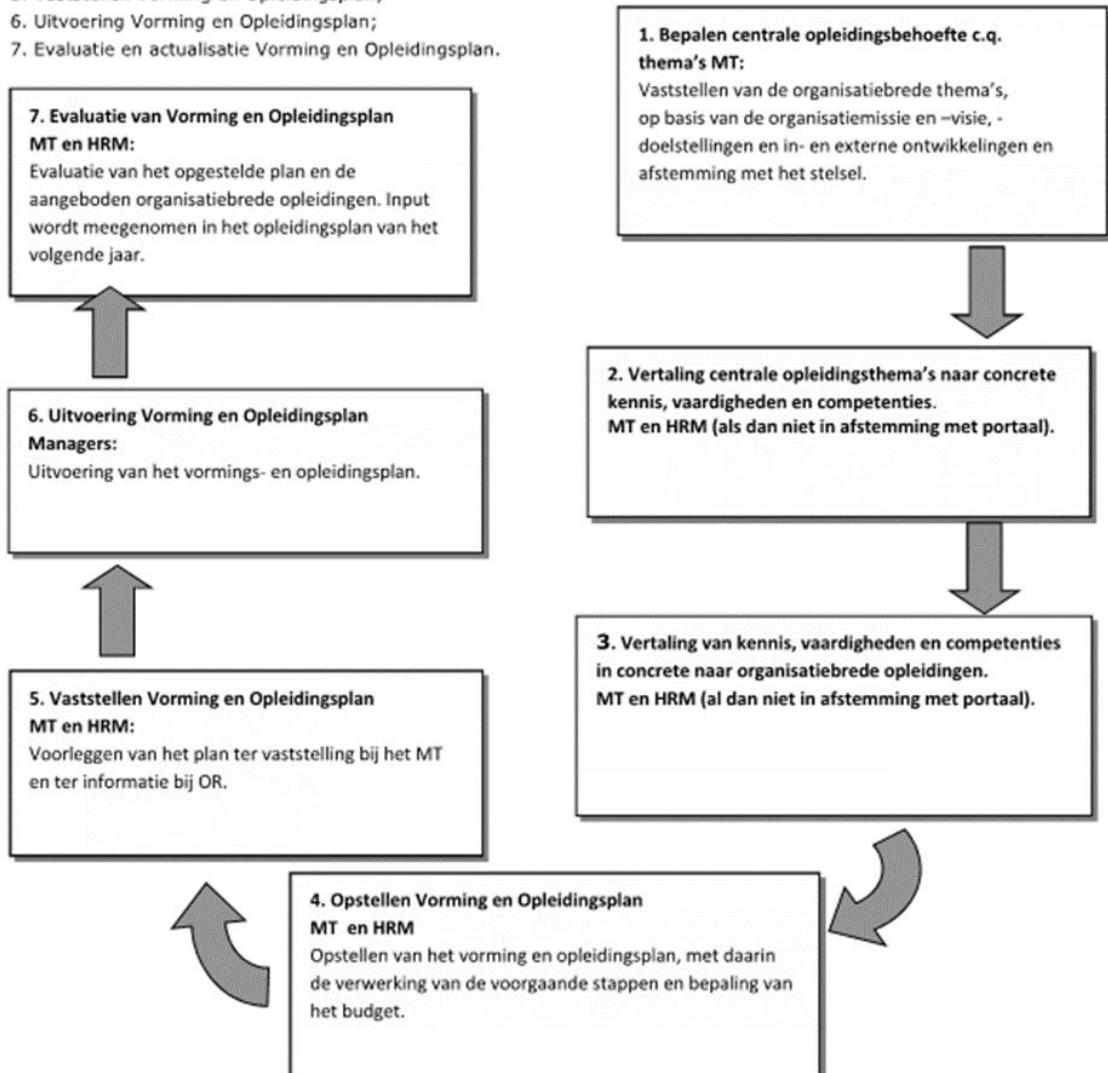 6. Uitvoering Vorming en Opleidingsplan;
7. Evaluatie en actualisatie Vorming en Opleidingsplan.
1. Bepalen centrale opleidingsbehoefte c.q.
thema's MT:
Vaststellen van de organisatiebrede thema's,
op basis van de organisatiemissie en –visie, -
doelstellingen en in- en externe ontwikkelingen en
afstemming met het stelsel.
2. Vertaling centrale opleidingsthema's naar concrete
kennis, vaardigheden en competenties.
MT en HRM (als dan niet in afstemming met portaal).
3. Vertaling van kennis, vaardigheden en competenties
in concrete naar organisatiebrede opleidingen.
MT en HRM (al dan niet in afstemming met portaal).
4. Opstellen Vorming en Opleidingsplan
MT en HRM
Opstellen van het vorming en opleidingsplan, met daarin
de verwerking van de voorgaande stappen en bepaling van
het budget.
5. Vaststellen Vorming en Opleidingsplan
MT en HRM:
Voorleggen van het plan ter vaststelling bij het MT
en ter informatie bij OR.
6. Uitvoering Vorming en Opleidingsplan
Managers:
Uitvoering van het vormings- en opleidingsplan.
7. Evaluatie van Vorming en Opleidingsplan
MT en HRM:
Evaluatie van het opgestelde plan en de
aangeboden organisatiebrede opleidingen. Input
wordt meegenomen in het opleidingsplan van het
volgende jaar.